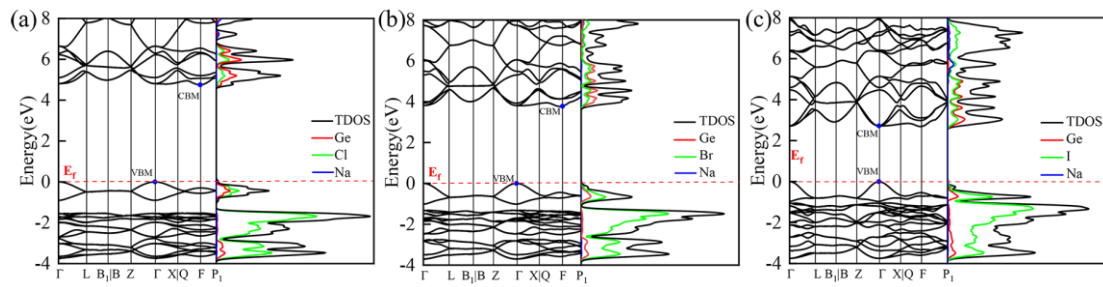 (a)
8
6
4
2
0
-2
-4
Energy(eV)
E_f
CBM
VBM
TDOS
Ge
Cl
Na
Γ L B₁|B Z Γ X|Q F P₁
(b)
8
6
4
2
0
-2
-4
Energy(eV)
E_f
CBM
VBM
TDOS
Ge
Br
Na
Γ L B₁|B Z Γ X|Q F P₁
(c)
8
6
4
2
0
-2
-4
Energy(eV)
E_f
CBM
VBM
TDOS
Ge
I
Na
Γ L B₁|B Z Γ X|Q F P₁